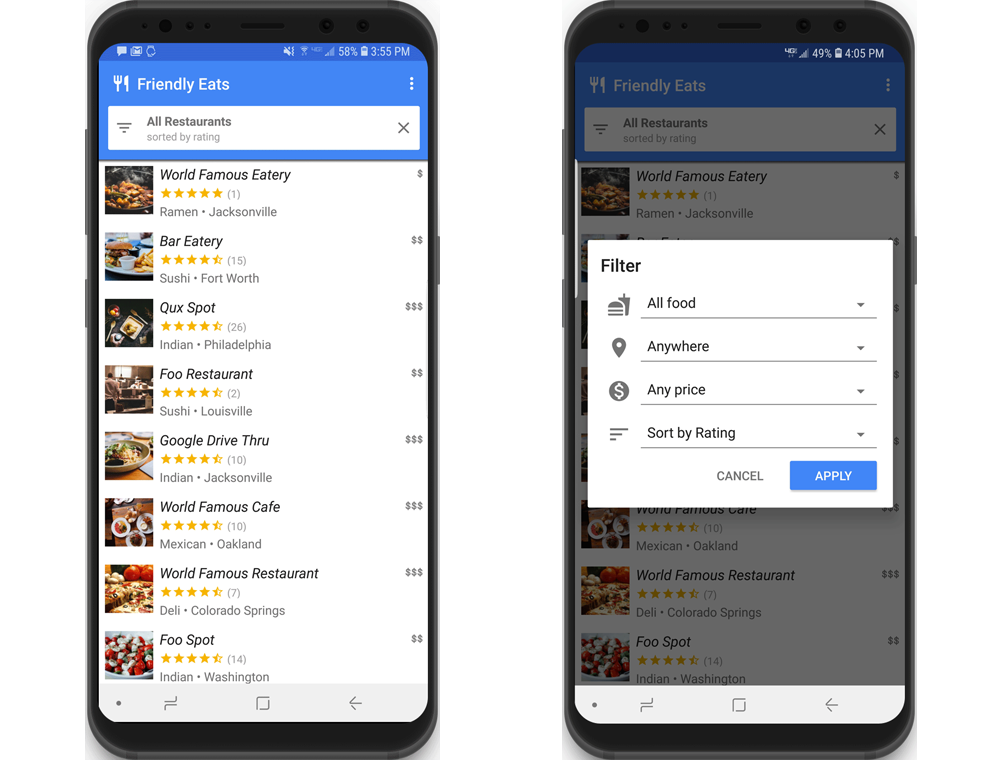 58% 3:55 PM
Friendly Eats
All Restaurants
sorted by rating
World Famous Eatery $
(1)
Ramen • Jacksonville
Bar Eatery $$
(15)
Sushi • Fort Worth
Qux Spot $$$
(26)
Indian • Philadelphia
Foo Restaurant $$
(2)
Sushi • Louisville
Google Drive Thru $$$
(10)
Indian • Jacksonville
World Famous Cafe $$$
(10)
Mexican • Oakland
World Famous Restaurant $$$
(7)
Deli • Colorado Springs
Foo Spot $$
(14)
Indian • Washington
49% 4:05 PM
Friendly Eats
All Restaurants
sorted by rating
World Famous Eatery $
(1)
Ramen • Jacksonville
Filter
All food
Anywhere
Any price
Sort by Rating
CANCEL APPLY
World Famous Cafe
(10)
Mexican • Oakland
World Famous Restaurant $$$
(7)
Deli • Colorado Springs
Foo Spot $$
(14)
Indian • Washington